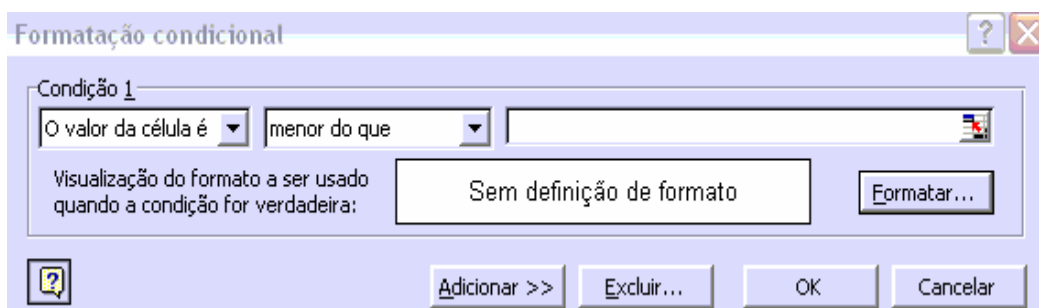 Formatação condicional
Condição 1
O valor da célula é menor do que
Visualização do formato a ser usado
quando a condição for verdadeira:
Sem definição de formato
Formatar...
Adicionar >> Excluir... OK Cancelar